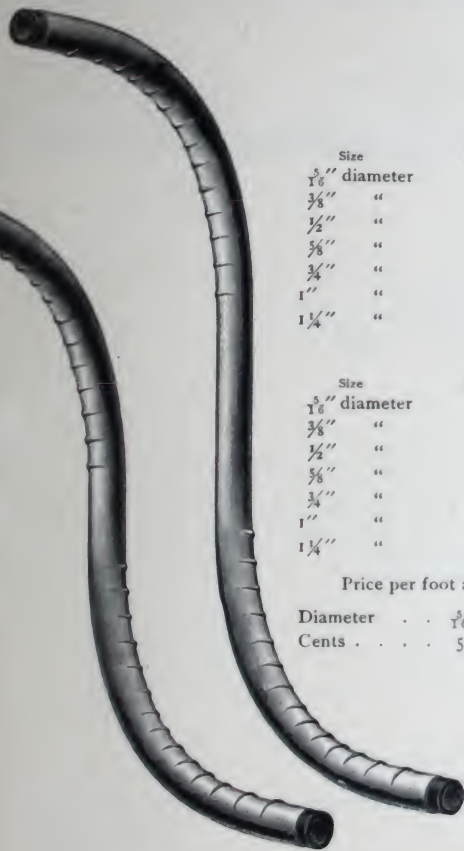 Size
5/16" diameter
3/8" "
1/2" "
5/8" "
3/4" "
1" "
1 1/4" "
Size
5/16" diameter
3/8" "
1/2" "
5/8" "
3/4" "
1" "
1 1/4" "
Price per foot
Diameter . .
Cents . . . . 5